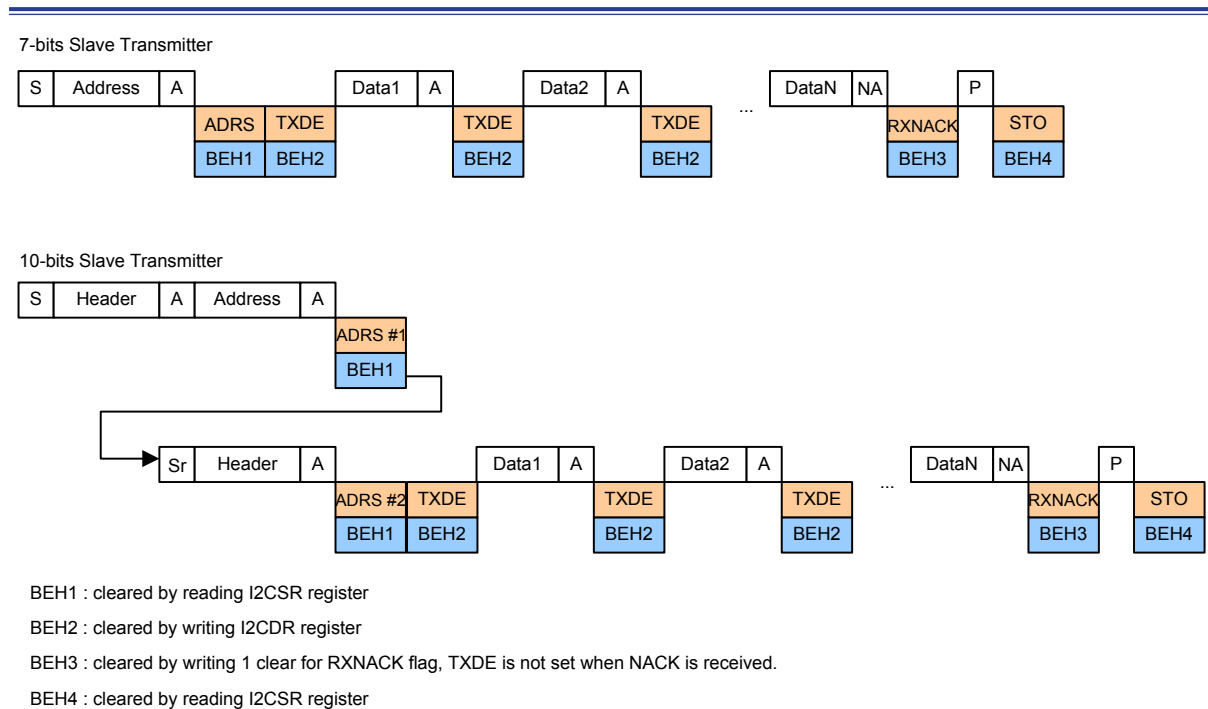 7-bits Slave Transmitter
S Address A Data1 A Data2 A ... DataN NA P
ADRS TXDE TXDE TXDE RXNACK STO
BEH1 BEH2 BEH2 BEH2 BEH3 BEH4
10-bits Slave Transmitter
S Header A Address A
ADRS #1
BEH1
Sr Header A Data1 A Data2 A ... DataN NA P
ADRS #2 TXDE TXDE TXDE RXNACK STO
BEH1 BEH2 BEH2 BEH2 BEH3 BEH4
BEH1 : cleared by reading I2CSR register
BEH2 : cleared by writing I2CDR register
BEH3 : cleared by writing 1 clear for RXNACK flag, TXDE is not set when NACK is received.
BEH4 : cleared by reading I2CSR register